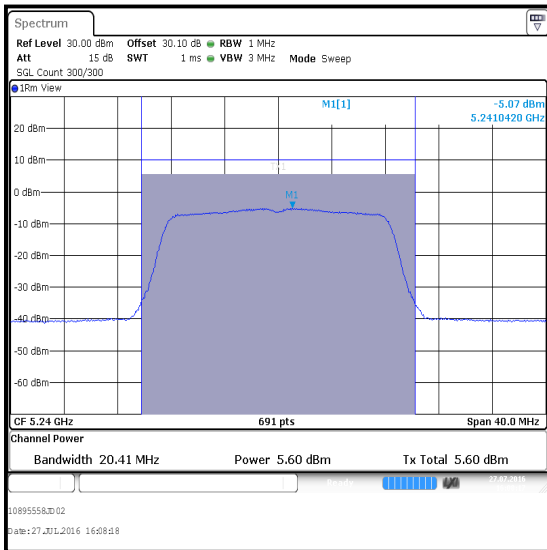 Spectrum
Ref Level 30.00 dBm Offset 30.10 dB RBW 1 MHz
Att 15 dB SWT 1 ms VBW 3 MHz Mode Sweep
SGL Count 300/300
1Rm View
M1[1] -5.07 dBm
5.2410420 GHz
20 dBm
10 dBm
0 dBm
M1
-10 dBm
-20 dBm
-30 dBm
-40 dBm
-50 dBm
-60 dBm
CF 5.24 GHz 691 pts Span 40.0 MHz
Channel Power
Bandwidth 20.41 MHz Power 5.60 dBm Tx Total 5.60 dBm
Ready 27.07.2016
10895558JD02
Date: 27.JUL.2016 16:08:18